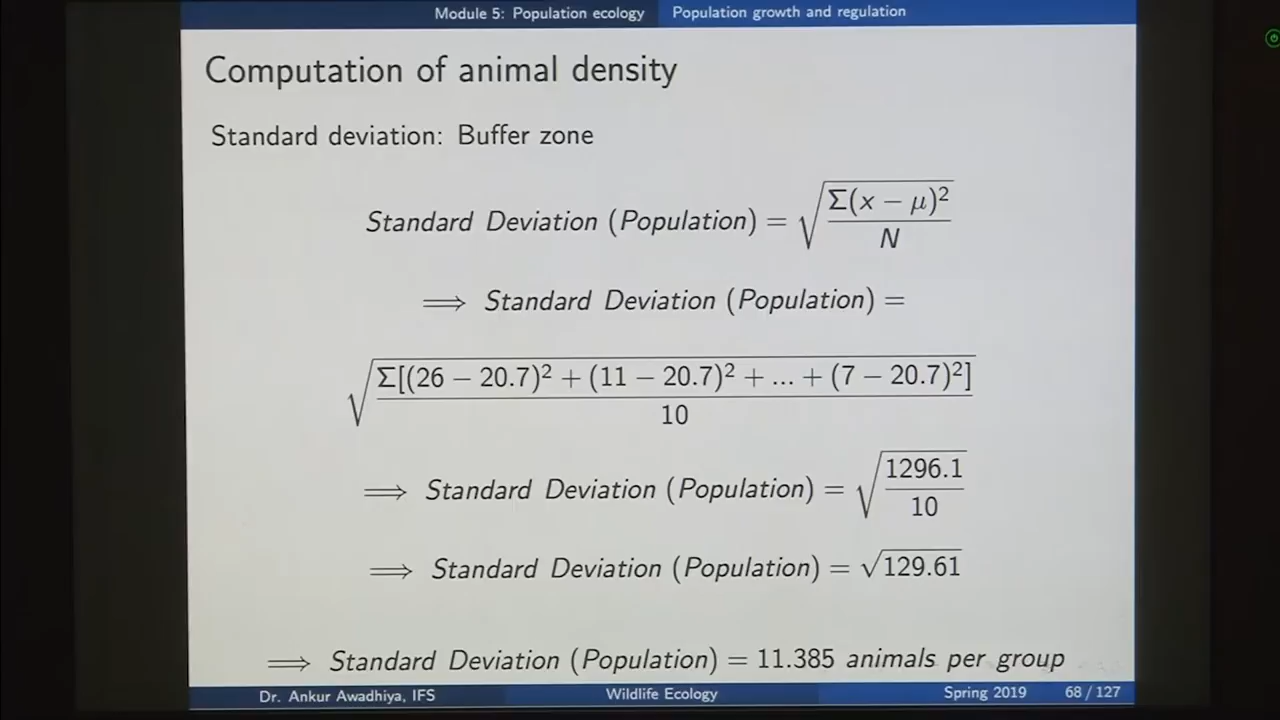 Module 5: Population ecology Population growth and regulation
Computation of animal density
Standard deviation: Buffer zone
Standard Deviation (Population) = √(Σ(x − μ)² / N)
⟹ Standard Deviation (Population) =
√(Σ[(26 − 20.7)² + (11 − 20.7)² + ... + (7 − 20.7)²] / 10)
⟹ Standard Deviation (Population) = √(1296.1 / 10)
⟹ Standard Deviation (Population) = √129.61
⟹ Standard Deviation (Population) = 11.385 animals per group
Dr. Ankur Awadhiya, IFS Wildlife Ecology Spring 2019 68 / 127